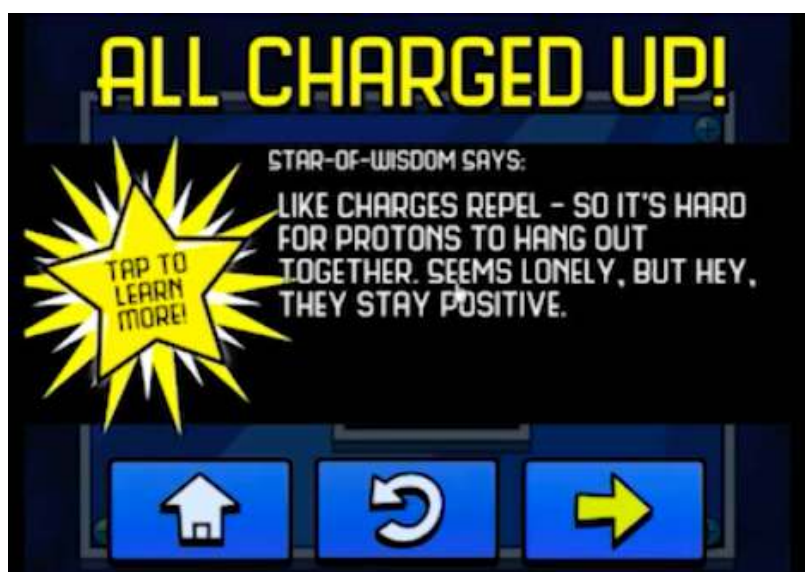 ALL CHARGED UP!
STAR-OF-WISDOM SAYS:
LIKE CHARGES REPEL - SO IT'S HARD
FOR PROTONS TO HANG OUT
TOGETHER. SEEMS LONELY, BUT HEY,
THEY STAY POSITIVE.
TAP TO
LEARN
MORE!